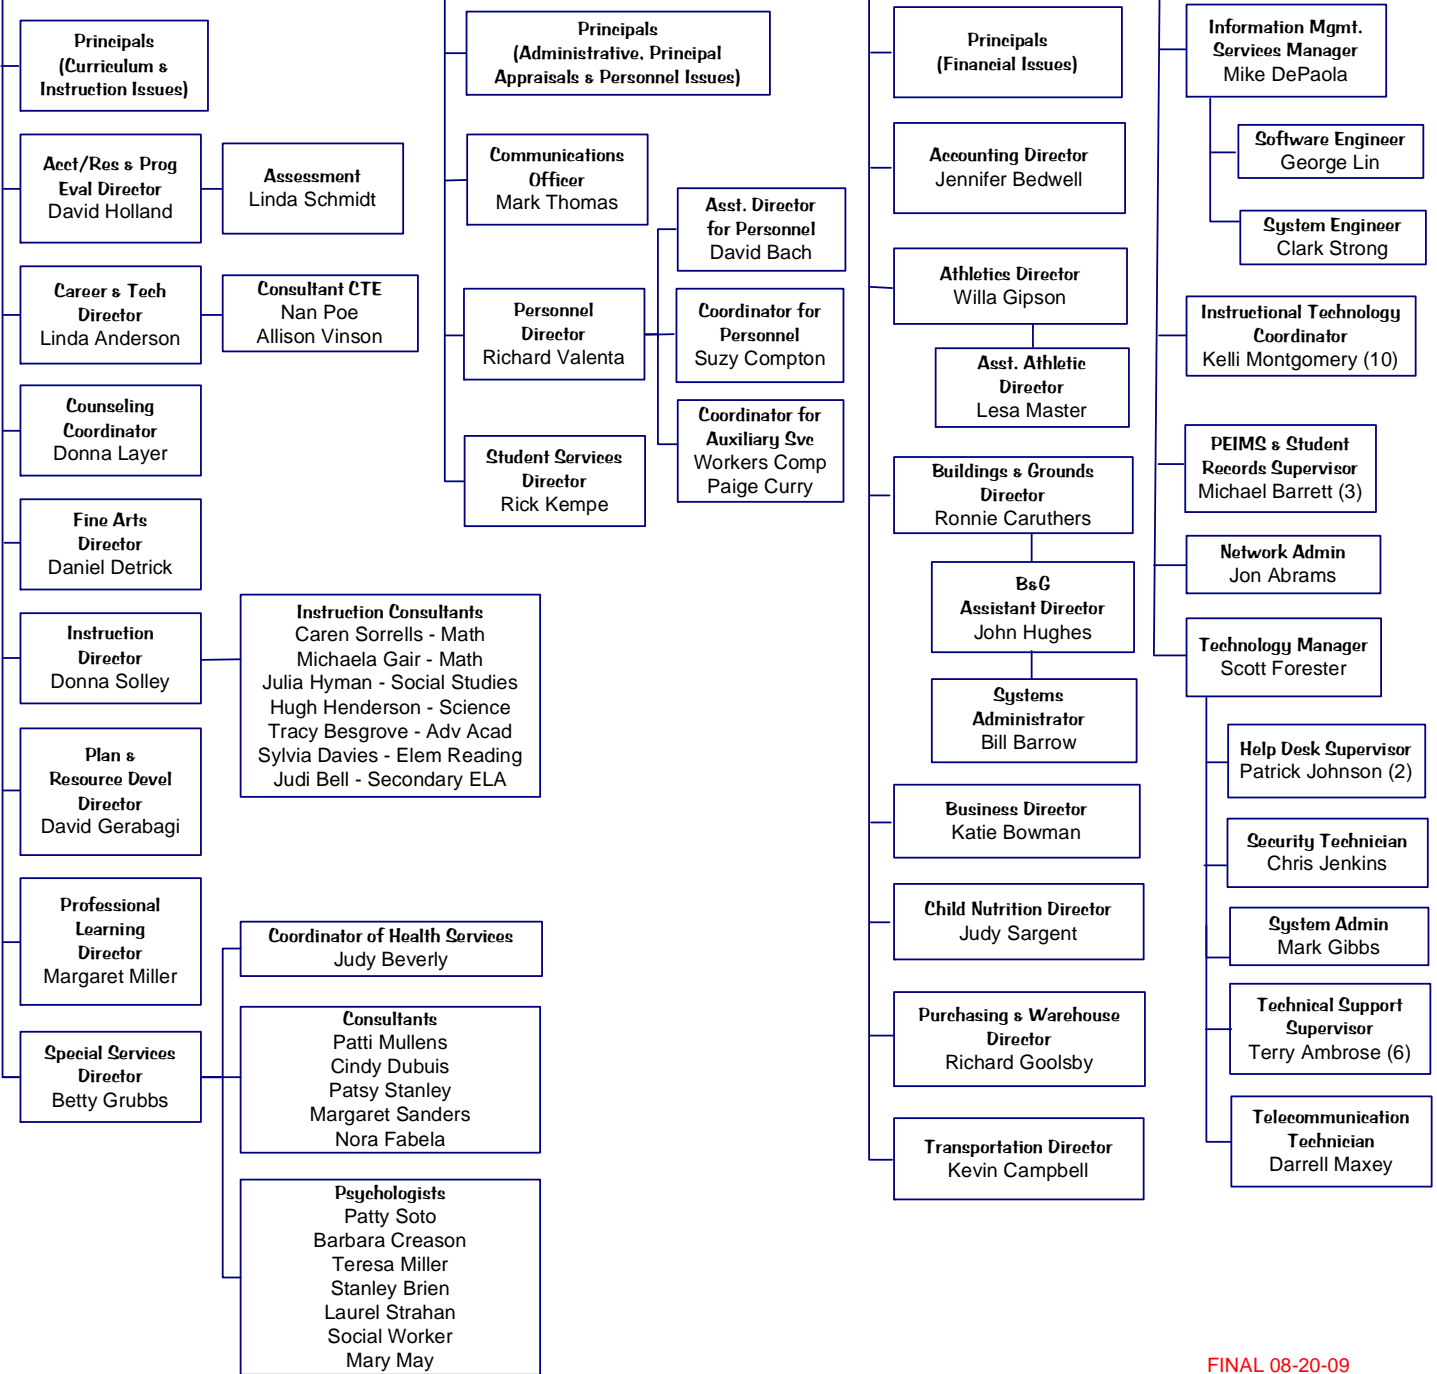 Principals
(Curriculum &
Instruction Issues)
Acct/Res & Prog
Eval Director
David Holland
Assessment
Linda Schmidt
Career & Tech
Director
Linda Anderson
Consultant CTE
Nan Poe
Allison Vinson
Counseling
Coordinator
Donna Layer
Fine Arts
Director
Daniel Detrick
Instruction
Director
Donna Solley
Instruction Consultants
Caren Sorrells - Math
Michaela Gair - Math
Julia Hyman - Social Studies
Hugh Henderson - Science
Tracy Besgrove - Adv Acad
Sylvia Davies - Elem Reading
Judi Bell - Secondary ELA
Plan &
Resource Devel
Director
David Gerabagi
Professional
Learning
Director
Margaret Miller
Special Services
Director
Betty Grubbs
Coordinator of Health Services
Judy Beverly
Consultants
Patti Mullens
Cindy Dubuis
Patsy Stanley
Margaret Sanders
Nora Fabela
Psychologists
Patty Soto
Barbara Creason
Teresa Miller
Stanley Brien
Laurel Strahan
Social Worker
Mary May
Principals
(Administrative, Principal
Appraisals & Personnel Issues)
Communications
Officer
Mark Thomas
Personnel
Director
Richard Valenta
Asst. Director
for Personnel
David Bach
Coordinator for
Personnel
Suzy Compton
Coordinator for
Auxiliary Svc
Workers Comp
Paige Curry
Student Services
Director
Rick Kempe
Principals
(Financial Issues)
Accounting Director
Jennifer Bedwell
Athletics Director
Willa Gipson
Asst. Athletic
Director
Lesa Master
Buildings & Grounds
Director
Ronnie Caruthers
B&G
Assistant Director
John Hughes
Systems
Administrator
Bill Barrow
Business Director
Katie Bowman
Child Nutrition Director
Judy Sargent
Purchasing & Warehouse
Director
Richard Goolsby
Transportation Director
Kevin Campbell
Information Mgmt.
Services Manager
Mike DePaola
Software Engineer
George Lin
System Engineer
Clark Strong
Instructional Technology
Coordinator
Kelli Montgomery (10)
PEIMS & Student
Records Supervisor
Michael Barrett (3)
Network Admin
Jon Abrams
Technology Manager
Scott Forester
Help Desk Supervisor
Patrick Johnson (2)
Security Technician
Chris Jenkins
System Admin
Mark Gibbs
Technical Support
Supervisor
Terry Ambrose (6)
Telecommunication
Technician
Darrell Maxey
FINAL 08-20-09